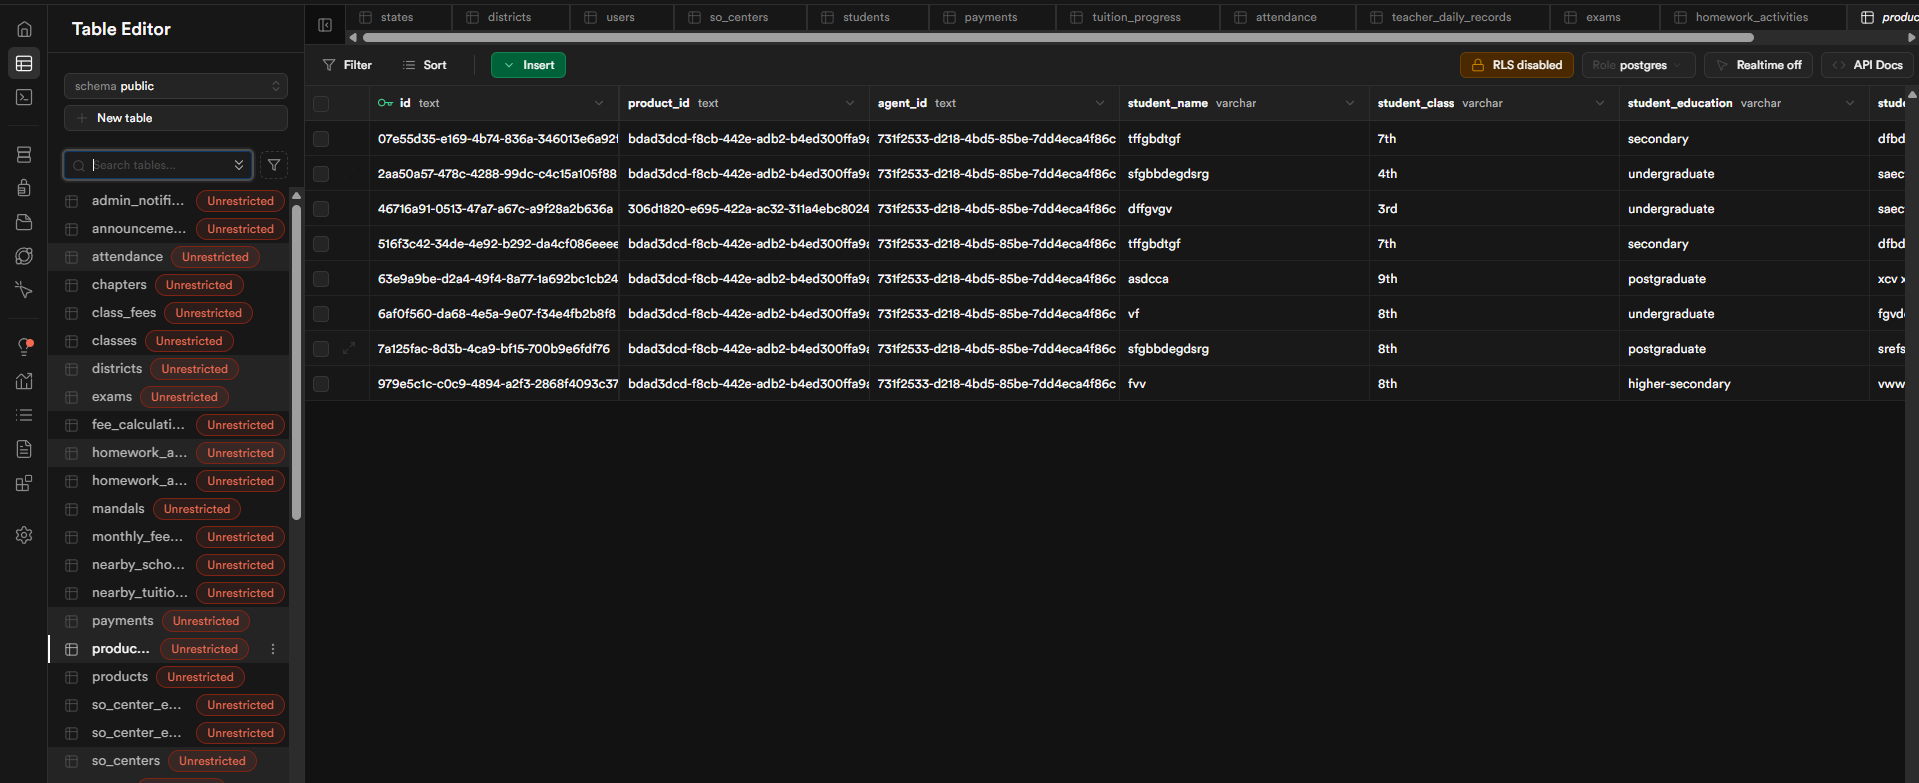 Table Editor
schema public
New table
Search tables...
admin_notifi... Unrestricted
announceme... Unrestricted
attendance Unrestricted
chapters Unrestricted
class_fees Unrestricted
classes Unrestricted
districts Unrestricted
exams Unrestricted
fee_calculati... Unrestricted
homework_a... Unrestricted
homework_a... Unrestricted
mandals Unrestricted
monthly_fee... Unrestricted
nearby_scho... Unrestricted
nearby_tuitio... Unrestricted
payments Unrestricted
produc... Unrestricted
products Unrestricted
so_center_e... Unrestricted
so_center_e... Unrestricted
so_centers Unrestricted
states districts users so_centers students payments tuition_progress attendance teacher_daily_records exams homework_activities produc
Filter Sort Insert RLS disabled Role postgres Realtime off API Docs
id text product_id text agent_id text student_name varchar student_class varchar student_education varchar stude
07e55d35-e169-4b74-836a-346013e6a92f bdad3dcd-f8cb-442e-adb2-b4ed300ffa9a 731f2533-d218-4bd5-85be-7dd4eca4f86c tffgbdtgf 7th secondary dfbd
2aa50a57-478c-4288-99dc-c4c15a105f88 bdad3dcd-f8cb-442e-adb2-b4ed300ffa9a 731f2533-d218-4bd5-85be-7dd4eca4f86c sfgbbdegdsrg 4th undergraduate saec
46716a91-0513-47a7-a67c-a9f28a2b636a 306d1820-e695-422a-ac32-311a4ebc8024 731f2533-d218-4bd5-85be-7dd4eca4f86c dffgvgv 3rd undergraduate saec
516f3c42-34de-4e92-b292-da4cf086eeee bdad3dcd-f8cb-442e-adb2-b4ed300ffa9a 731f2533-d218-4bd5-85be-7dd4eca4f86c tffgbdtgf 7th secondary dfbd
63e9a9be-d2a4-49f4-8a77-1a692bc1cb24 bdad3dcd-f8cb-442e-adb2-b4ed300ffa9a 731f2533-d218-4bd5-85be-7dd4eca4f86c asdcca 9th postgraduate xcv x
6af0f560-da68-4e5a-9e07-f34e4fb2b8f8 bdad3dcd-f8cb-442e-adb2-b4ed300ffa9a 731f2533-d218-4bd5-85be-7dd4eca4f86c vf 8th undergraduate fgvd
7a125fac-8d3b-4ca9-bf15-700b9e6fdf76 bdad3dcd-f8cb-442e-adb2-b4ed300ffa9a 731f2533-d218-4bd5-85be-7dd4eca4f86c sfgbbdegdsrg 8th postgraduate srefs
979e5c1c-c0c9-4894-a2f3-2868f4093c37 bdad3dcd-f8cb-442e-adb2-b4ed300ffa9a 731f2533-d218-4bd5-85be-7dd4eca4f86c fvv 8th higher-secondary vww